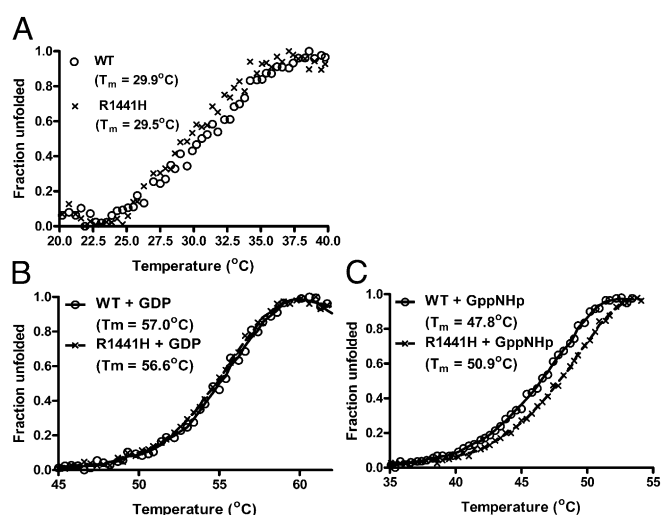 A
1.0
0.8
0.6
0.4
0.2
0.0
Fraction unfolded
WT
(Tm = 29.9°C)
R1441H
(Tm = 29.5°C)
20.0 22.5 25.0 27.5 30.0 32.5 35.0 37.5 40.0
Temperature (°C)
B
1.0
0.8
0.6
0.4
0.2
0.0
Fraction unfolded
WT + GDP
(Tm = 57.0°C)
R1441H + GDP
(Tm = 56.6°C)
45 50 55 60
Temperature (°C)
C
1.0
0.8
0.6
0.4
0.2
0.0
Fraction unfolded
WT + GppNHp
(Tm = 47.8°C)
R1441H + GppNHp
(Tm = 50.9°C)
35 40 45 50 55
Temperature (°C)